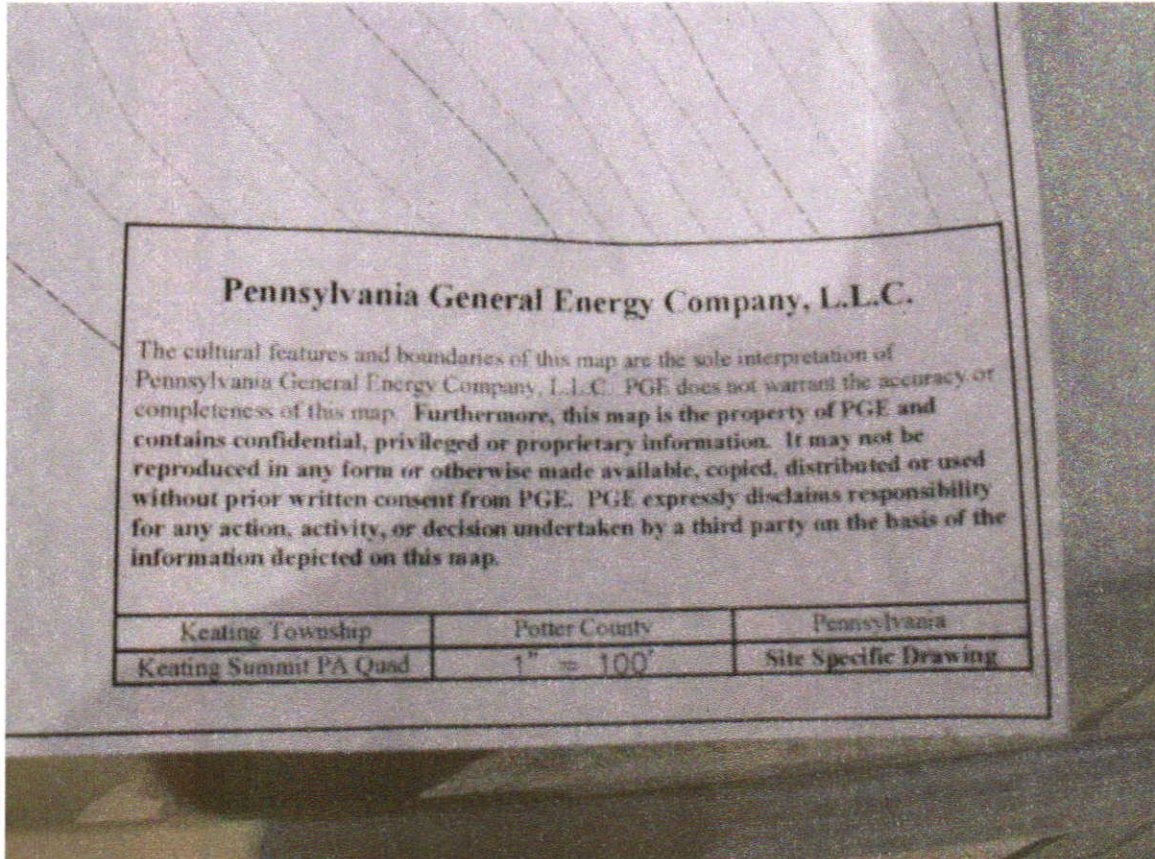 Pennsylvania General Energy Company, L.L.C.
The cultural features and boundaries of this map are the sole interpretation of
Pennsylvania General Energy Company, L.L.C. PGE does not warrant the accuracy or
completeness of this map. Furthermore, this map is the property of PGE and
contains confidential, privileged or proprietary information. It may not be
reproduced in any form or otherwise made available, copied, distributed or used
without prior written consent from PGE. PGE expressly disclaims responsibility
for any action, activity, or decision undertaken by a third party on the basis of the
information depicted on this map.
Keating Township Potter County Pennsylvania
Keating Summit PA Quad 1" = 100' Site Specific Drawing